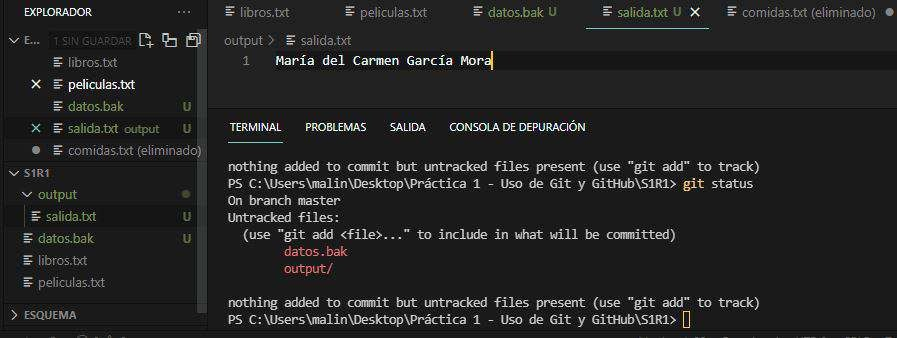 EXPLORADOR
E... 1 SIN GUARDAR
libros.txt
peliculas.txt
datos.bak U
salida.txt output U
comidas.txt (eliminado)
S1R1
output
salida.txt U
datos.bak U
libros.txt
peliculas.txt
ESQUEMA
libros.txt peliculas.txt datos.bak U salida.txt U comidas.txt (eliminado)
output > salida.txt
1 María del Carmen García Mora
TERMINAL PROBLEMAS SALIDA CONSOLA DE DEPURACIÓN
nothing added to commit but untracked files present (use "git add" to track)
PS C:\Users\malin\Desktop\Práctica 1 - Uso de Git y GitHub\S1R1> git status
On branch master
Untracked files:
(use "git add <file>..." to include in what will be committed)
datos.bak
output/
nothing added to commit but untracked files present (use "git add" to track)
PS C:\Users\malin\Desktop\Práctica 1 - Uso de Git y GitHub\S1R1>